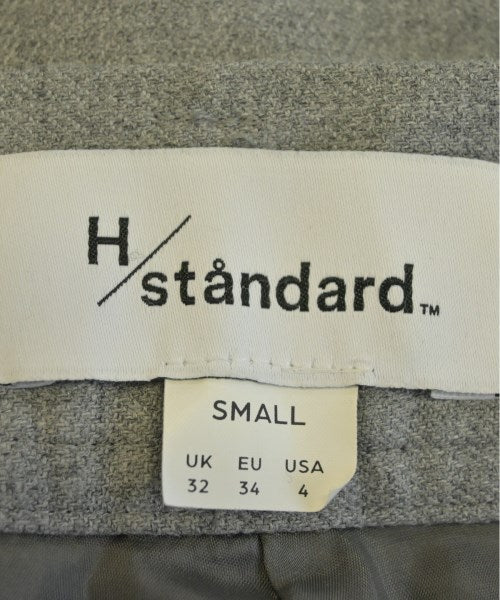 H/
ståndard™
SMALL
UK EU USA
32 34 4